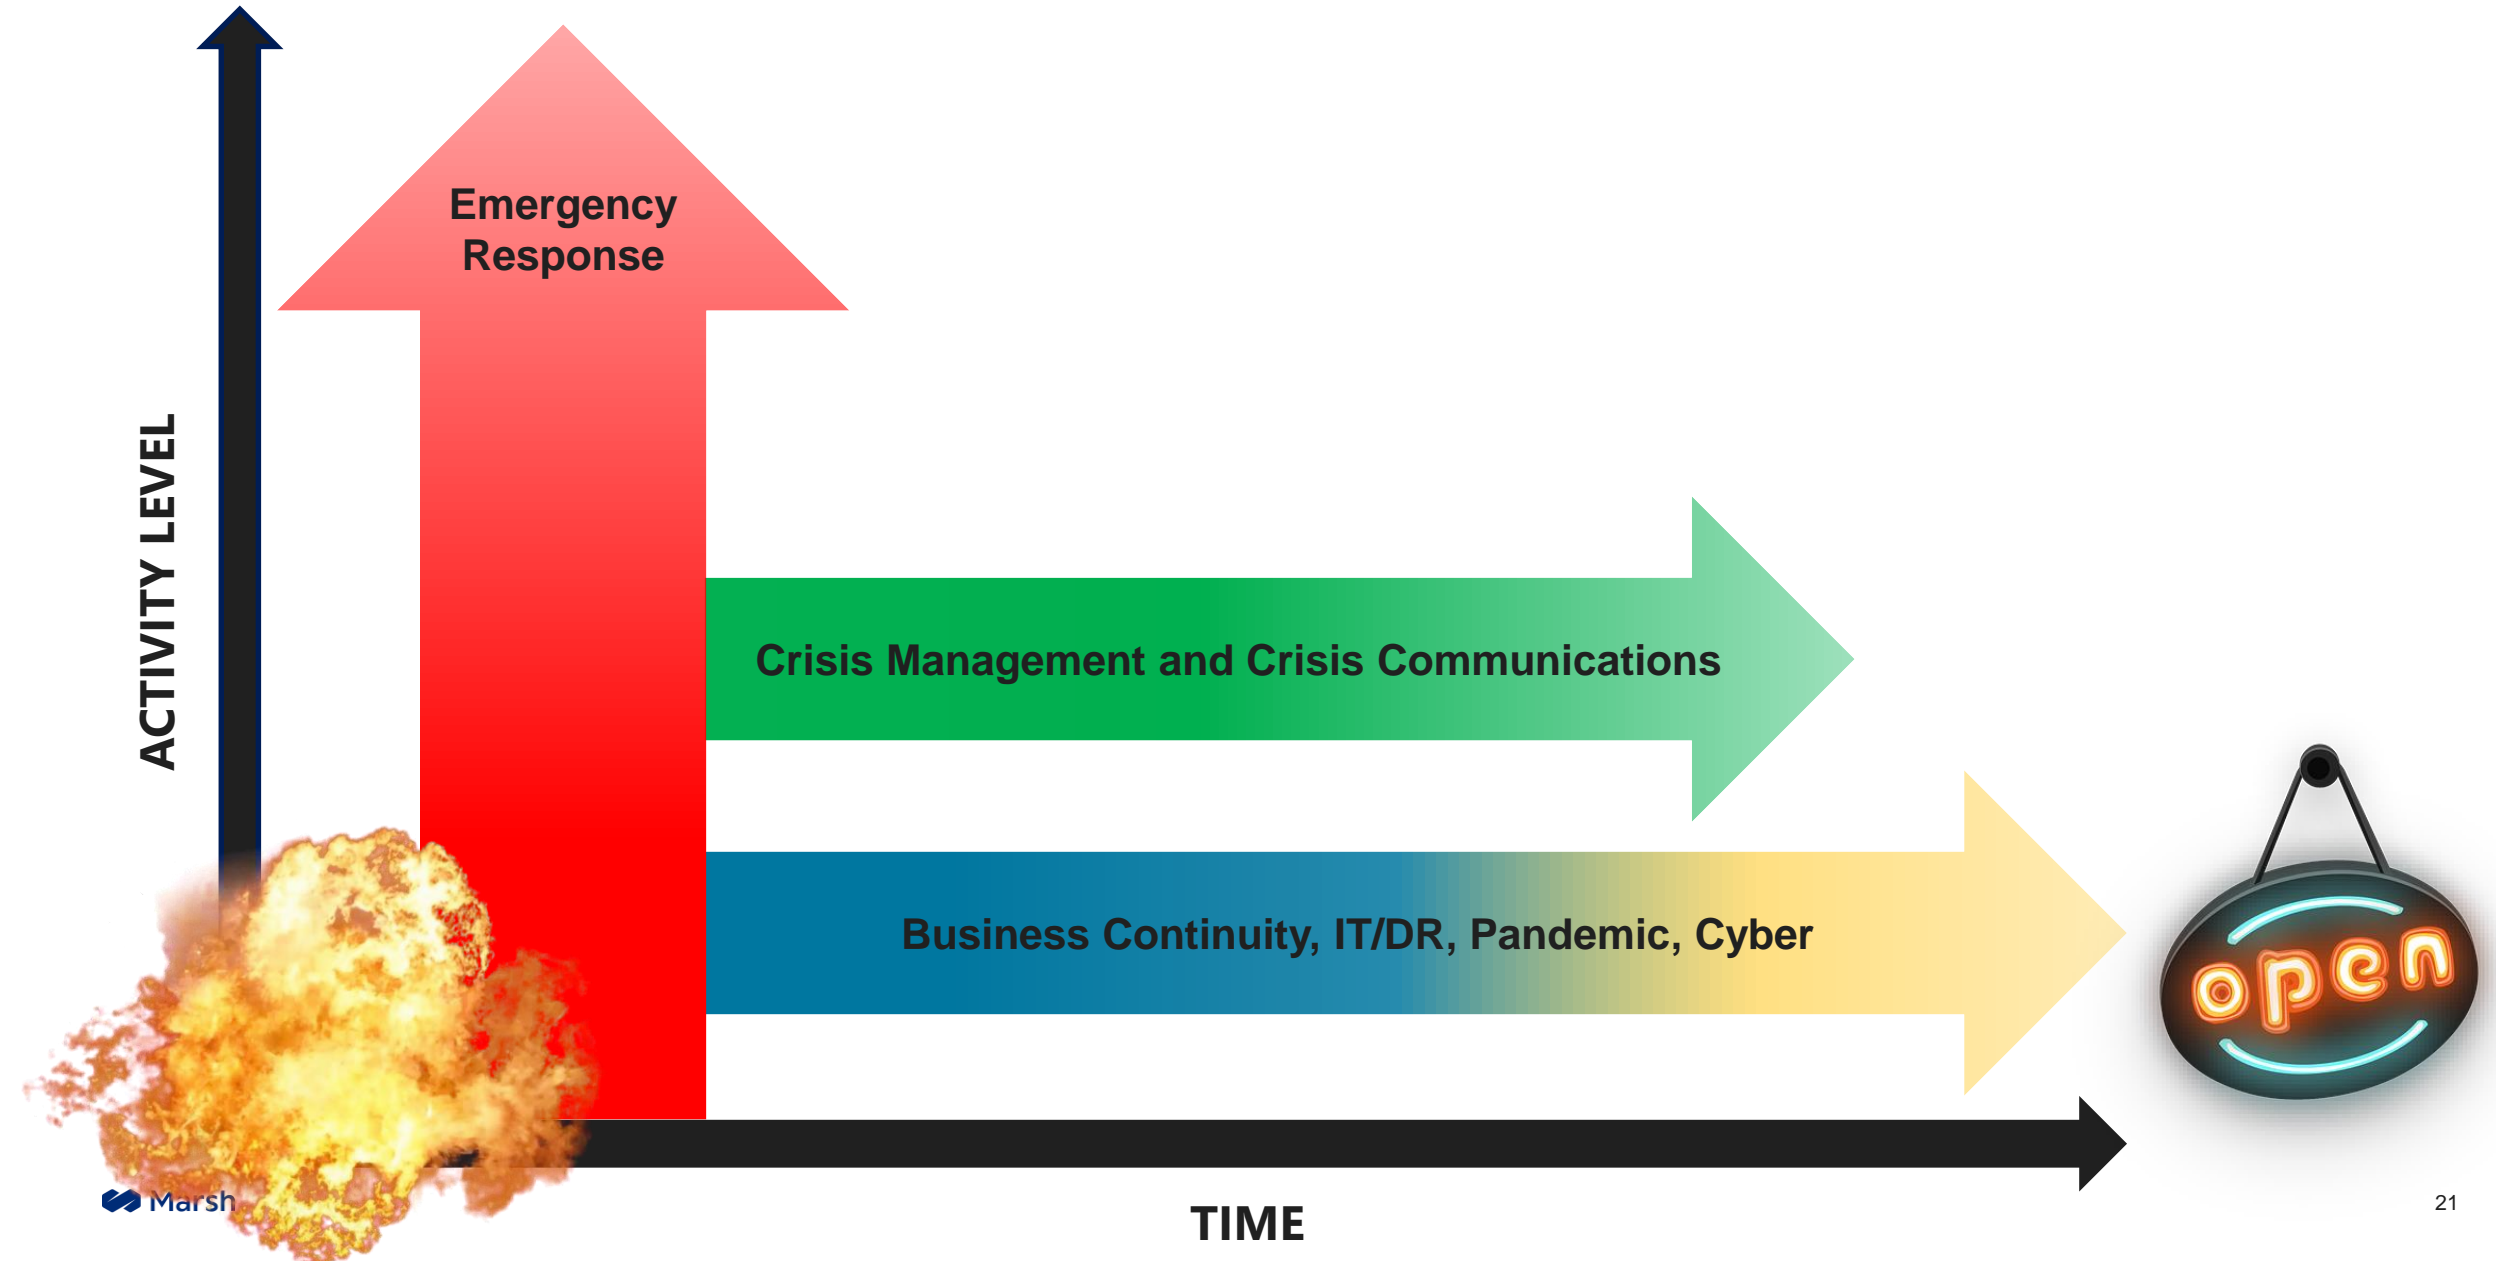 Emergency
Response
ACTIVITY LEVEL
Crisis Management and Crisis Communications
Business Continuity, IT/DR, Pandemic, Cyber
open
Marsh
TIME
21